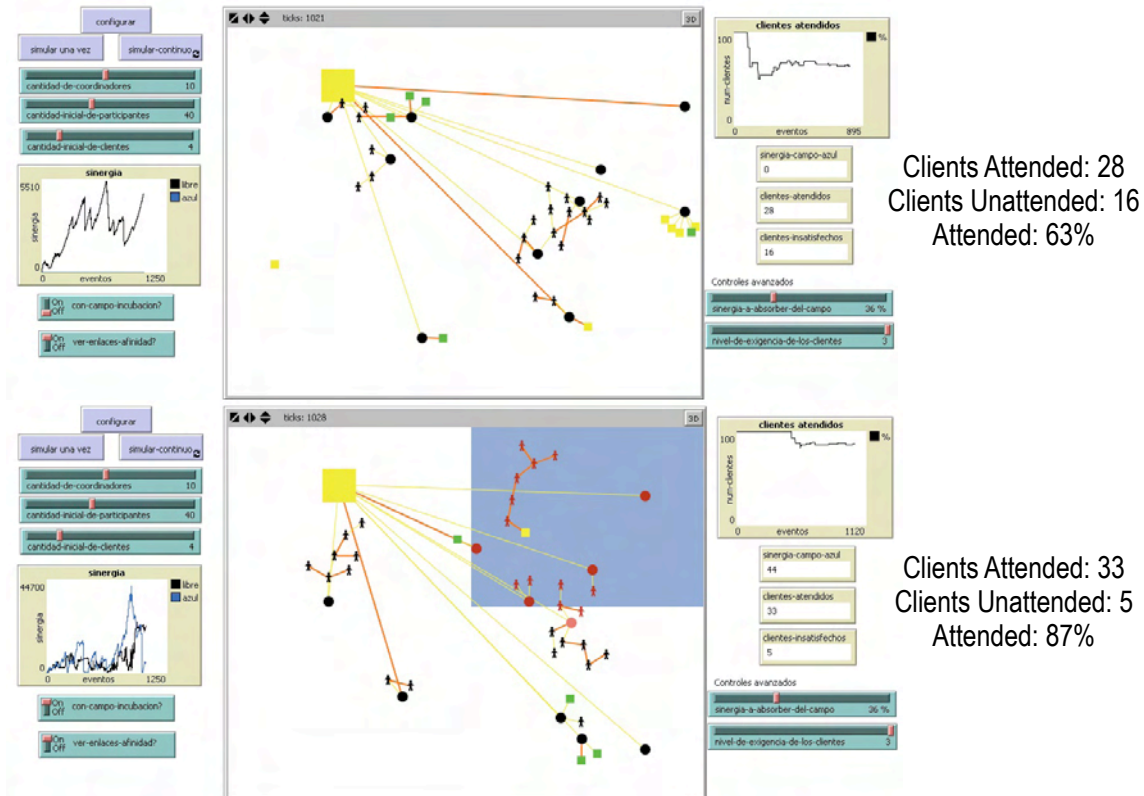 configurar
simular una vez
simular-continuo
cantidad-de-coordinadores 10
cantidad-inicial-de-participantes 40
cantidad-inicial-de-clientes 4
sinergia
5510
sinergia
0
0 eventos 1250
libre
azul
On
Off
con-campo-incubacion?
On
Off
ver-enlaces-afinidad?
ticks: 1021
3D
clientes atendidos
100
num-clientes
0
0 eventos 895
%
sinergia-campo-azul
0
clientes-atendidos
28
clientes-insatisfechos
16
Controles avanzados
sinergia-a-absorber-del-campo 36 %
nivel-de-exigencia-de-los-clientes 3
Clients Attended: 28
Clients Unattended: 16
Attended: 63%
configurar
simular una vez
simular-continuo
cantidad-de-coordinadores 10
cantidad-inicial-de-participantes 40
cantidad-inicial-de-clientes 4
sinergia
44700
sinergia
0
0 eventos 1250
libre
azul
On
Off
con-campo-incubacion?
On
Off
ver-enlaces-afinidad?
ticks: 1028
3D
clientes atendidos
100
num-clientes
0
0 eventos 1120
%
sinergia-campo-azul
44
clientes-atendidos
33
clientes-insatisfechos
5
Controles avanzados
sinergia-a-absorber-del-campo 36 %
nivel-de-exigencia-de-los-clientes 3
Clients Attended: 33
Clients Unattended: 5
Attended: 87%